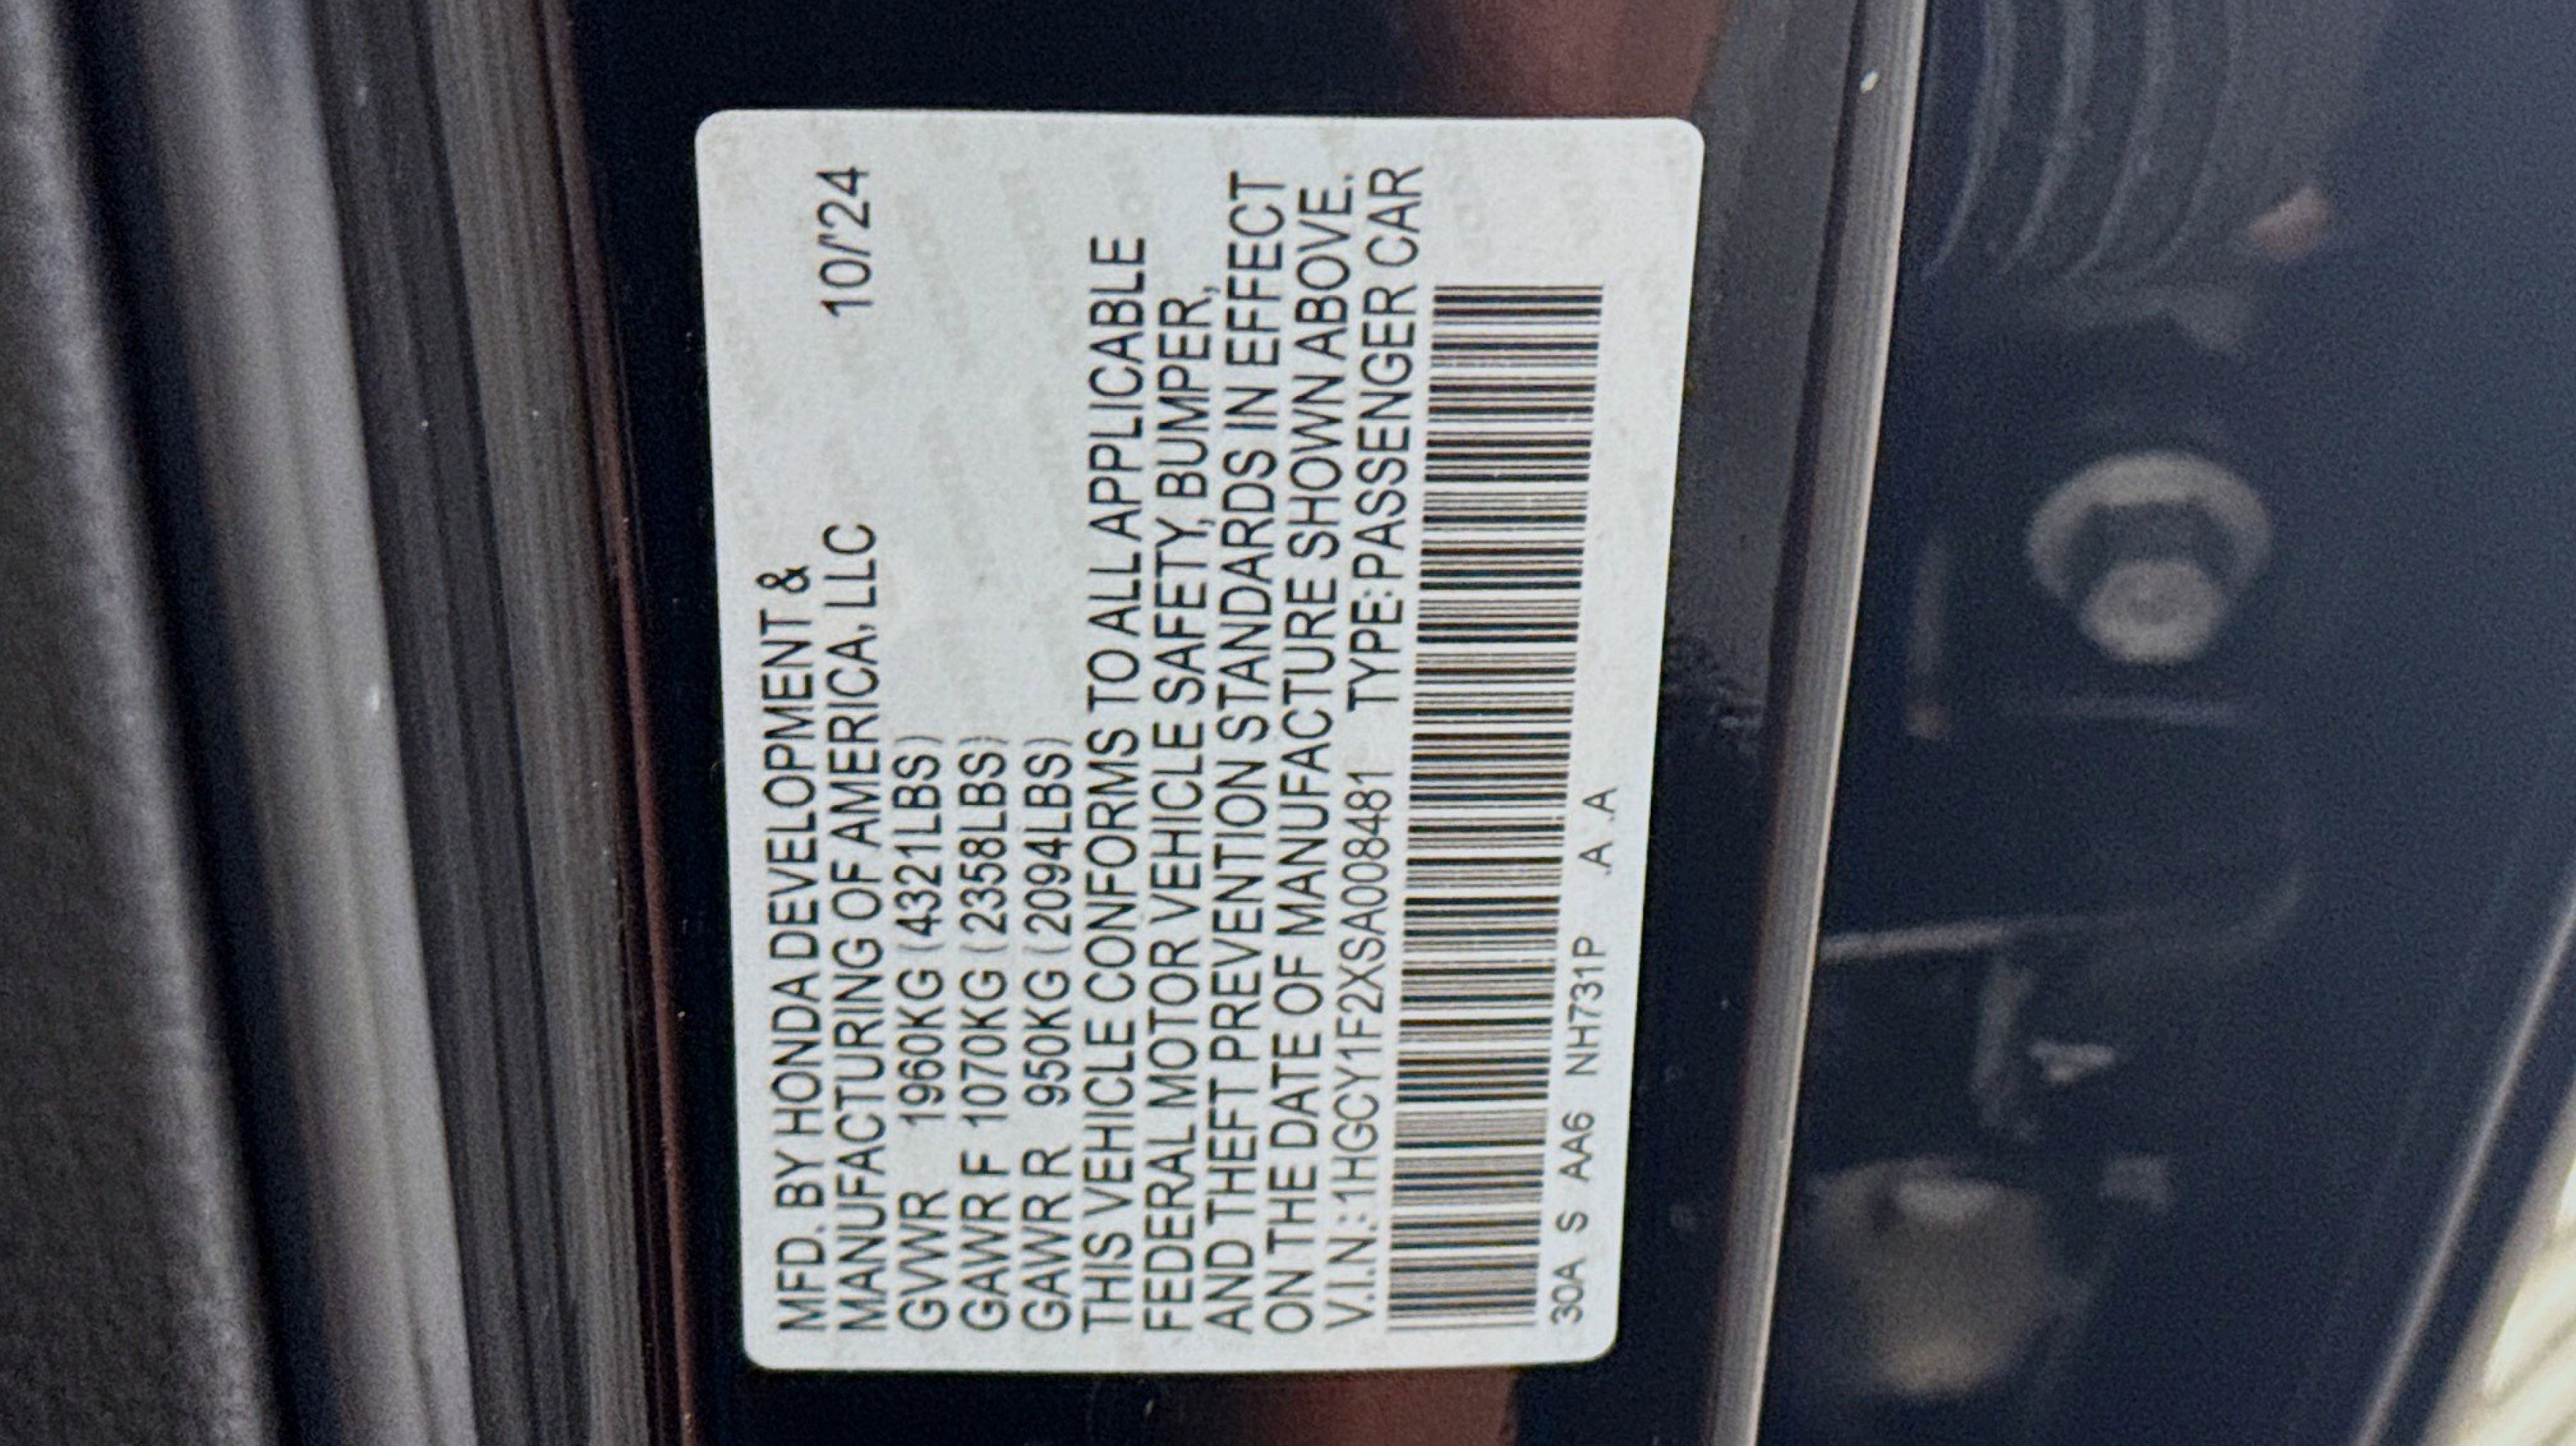 MFD. BY HONDA DEVELOPMENT &
MANUFACTURING OF AMERICA, LLC 10/'24
GVWR 1960KG (4321LBS)
GAWR F 1070KG (2358LBS)
GAWR R 950KG (2094LBS)
THIS VEHICLE CONFORMS TO ALL APPLICABLE
FEDERAL MOTOR VEHICLE SAFETY, BUMPER,
AND THEFT PREVENTION STANDARDS IN EFFECT
ON THE DATE OF MANUFACTURE SHOWN ABOVE.
V.I.N.:1HGCY1F2XSA008481 TYPE:PASSENGER CAR
30A S AA6 NH731P .A .A